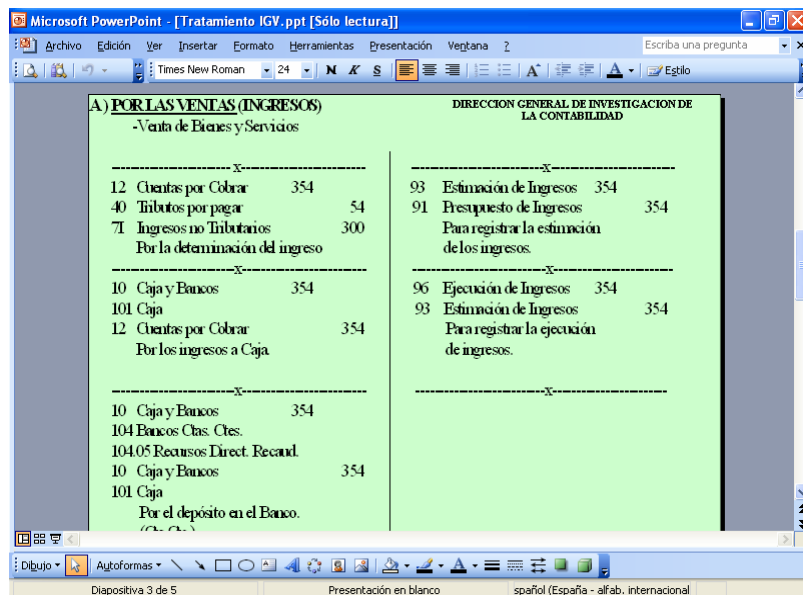 Microsoft PowerPoint - [Tratamiento IGV.ppt [Sólo lectura]]
Archivo Edición Ver Insertar Formato Herramientas Presentación Ventana ? Escriba una pregunta
Times New Roman 24 N K S Estilo
A) POR LAS VENTAS (INGRESOS)
-Venta de Bienes y Servicios
DIRECCION GENERAL DE INVESTIGACION DE
LA CONTABILIDAD
-------------------------x-------------------------
12 Cuentas por Cobrar 354
40 Tributos por pagar 54
71 Ingresos no Tributarios 300
Por la determinación del ingreso
-------------------------x-------------------------
10 Caja y Bancos 354
101 Caja
12 Cuentas por Cobrar 354
Por los ingresos a Caja
-------------------------x-------------------------
10 Caja y Bancos 354
104 Bancos Ctas. Ctes.
104.05 Recursos Direct. Recaud.
10 Caja y Bancos 354
101 Caja
Por el depósito en el Banco.
-------------------------x-------------------------
93 Estimación de Ingresos 354
91 Presupuesto de Ingresos 354
Para registrar la estimación
de los ingresos.
-------------------------x-------------------------
96 Ejecución de Ingresos 354
93 Estimación de Ingresos 354
Para registrar la ejecución
de ingresos.
-------------------------x-------------------------
Dibujo Autoformas
Diapositiva 3 de 5 Presentación en blanco spañol (España - alfab. internacional